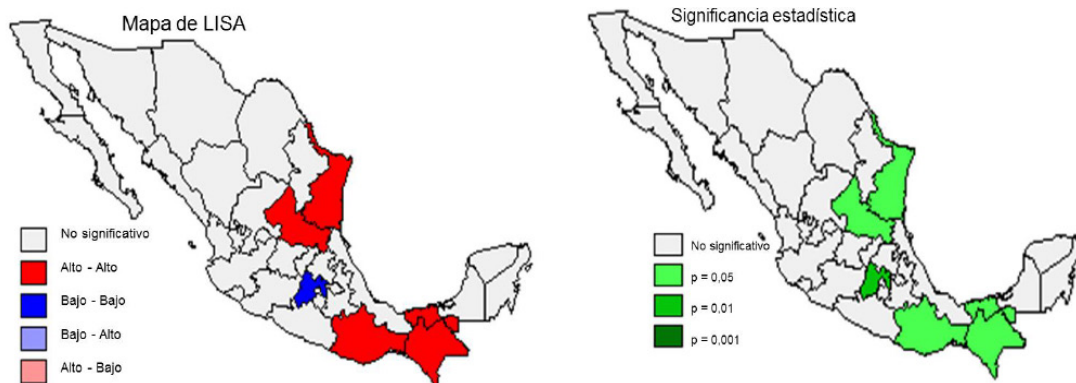 Mapa de LISA
No significativo
Alto - Alto
Bajo - Bajo
Bajo - Alto
Alto - Bajo
Significancia estadística
No significativo
p = 0.05
p = 0.01
p = 0.001